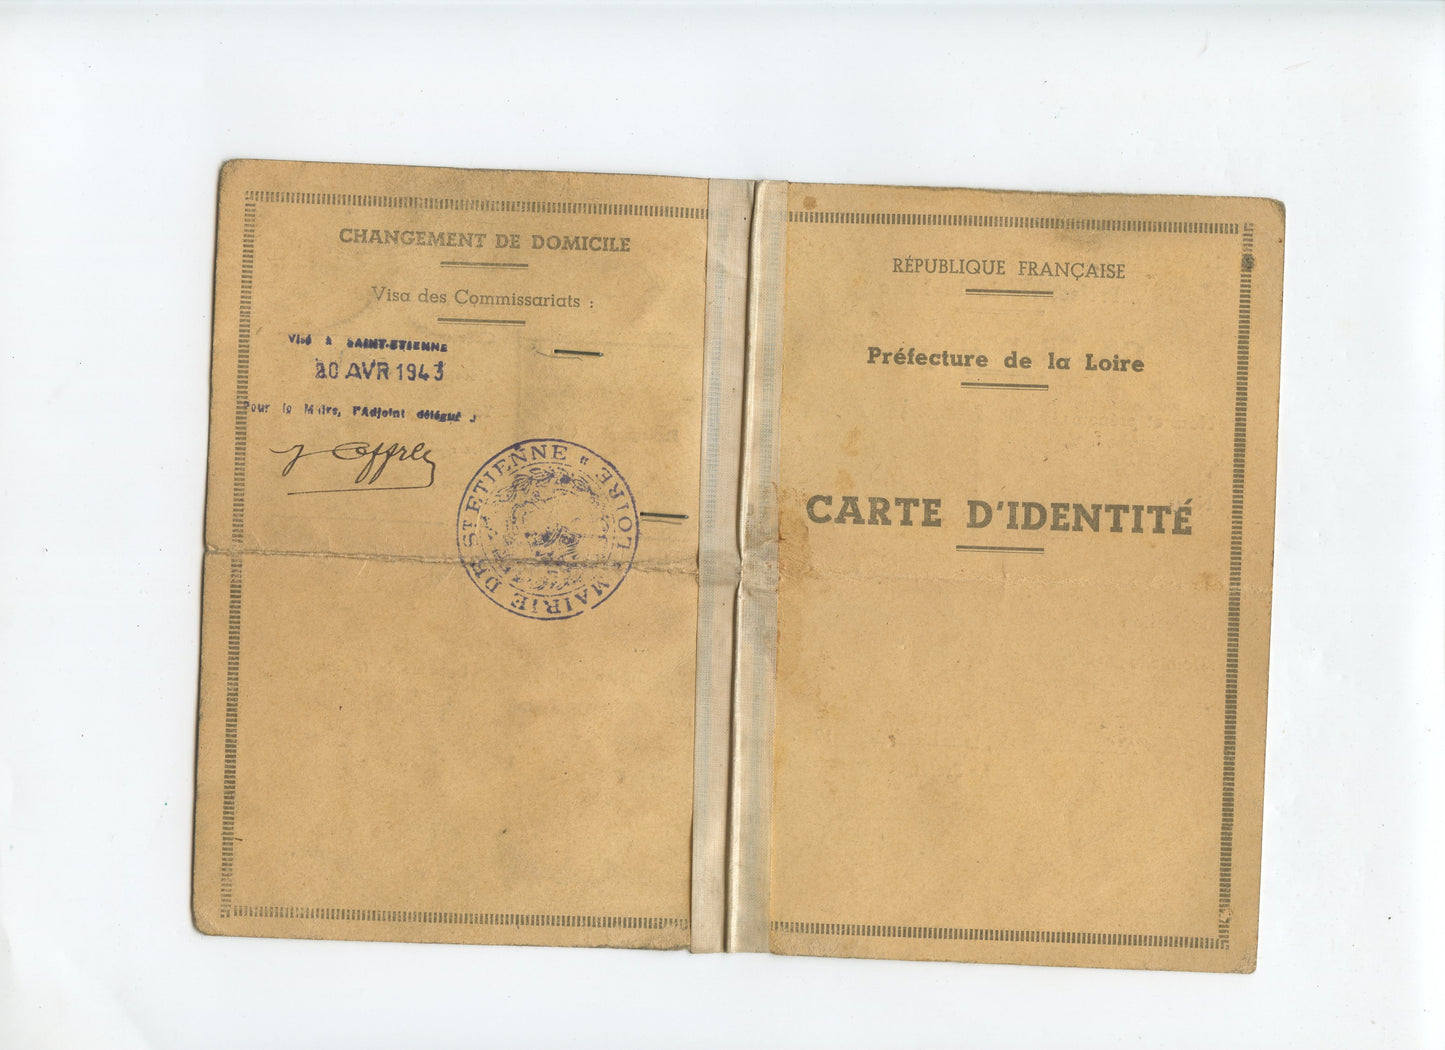 CHANGEMENT DE DOMICILE
Visa des Commissariats :
Visé à SAINT-ETIENNE
20 AVR 1943
Pour le Maire, l'Adjoint délégué :
MAIRIE DE ST ETIENNE " LOIRE "
RÉPUBLIQUE FRANÇAISE
Préfecture de la Loire
CARTE D'IDENTITÉ